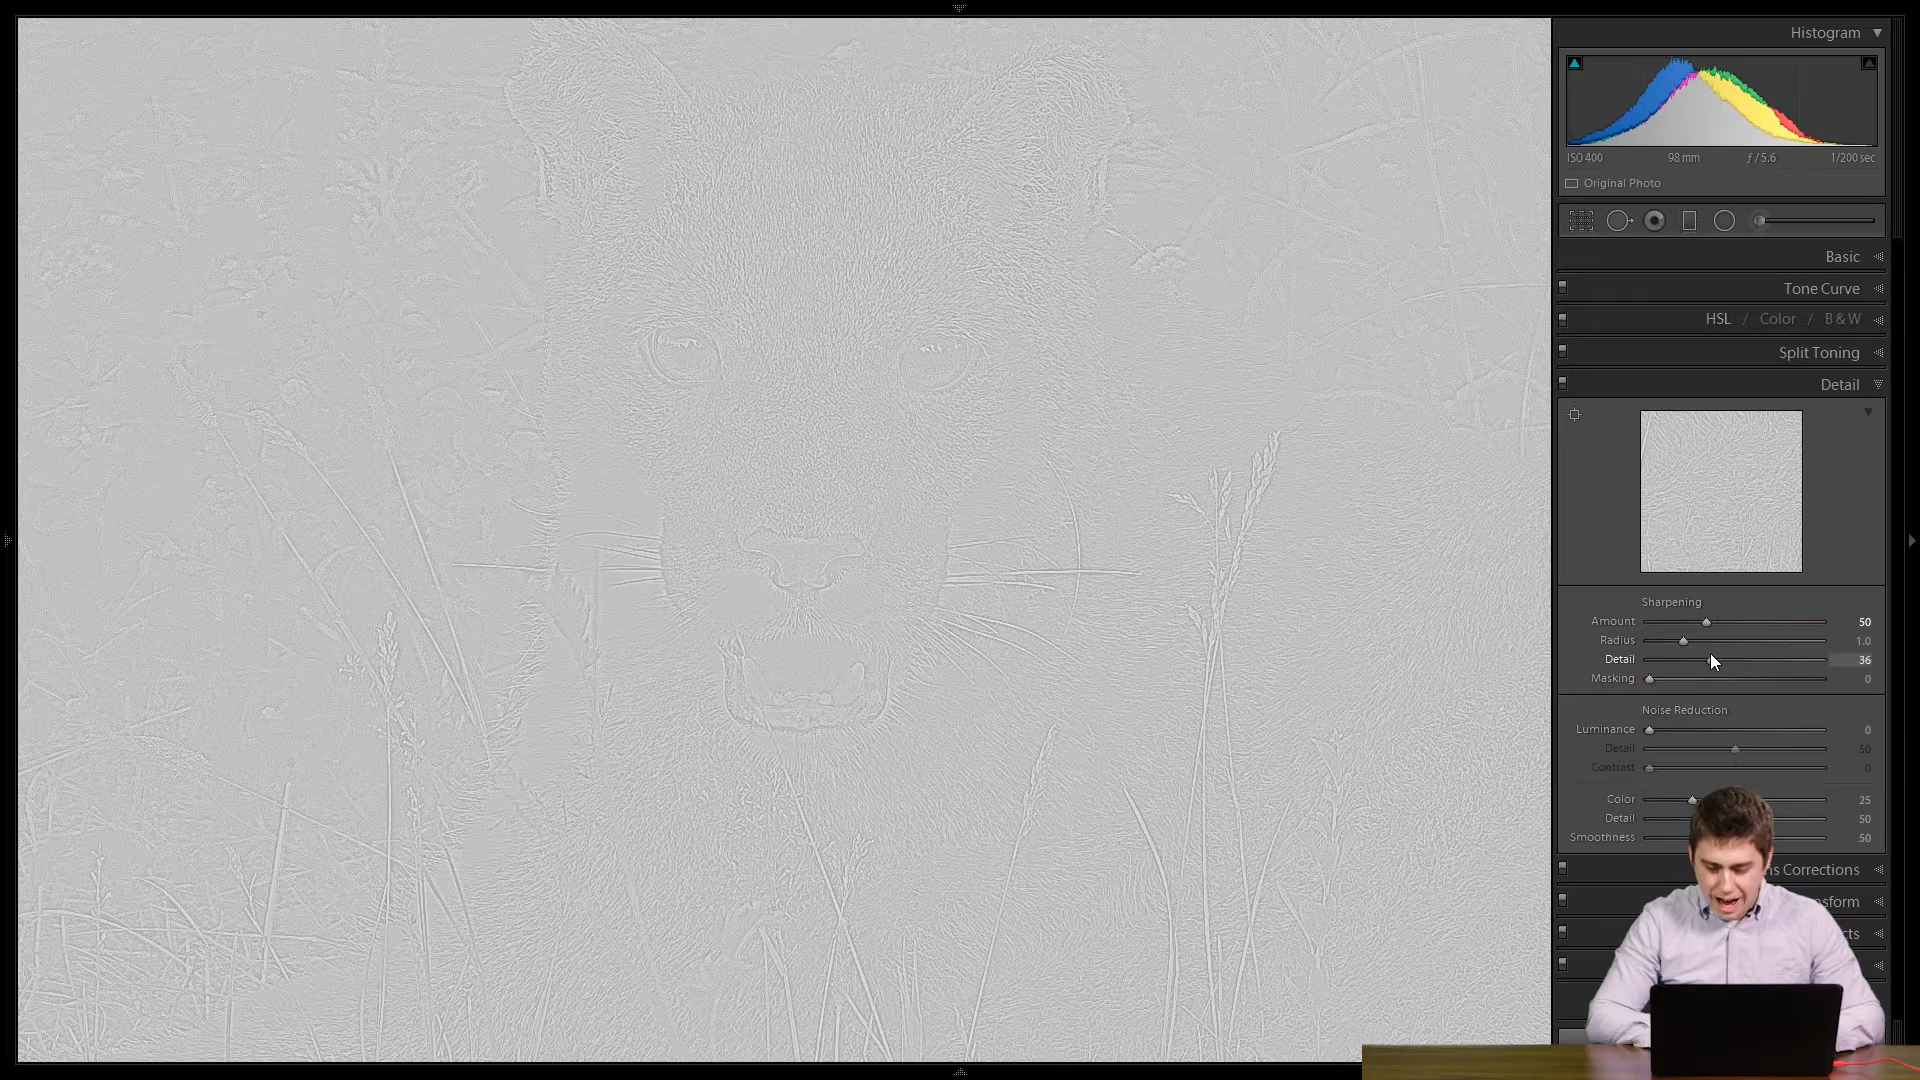 Histogram
ISO 400 98 mm ƒ / 5.6 1/200 sec
Original Photo
Basic
Tone Curve
HSL / Color / B & W
Split Toning
Detail
Sharpening
Amount 50
Radius 1.0
Detail 36
Masking 0
Noise Reduction
Luminance 0
Detail 50
Contrast 0
Color 25
Detail 50
Smoothness 50
Corrections